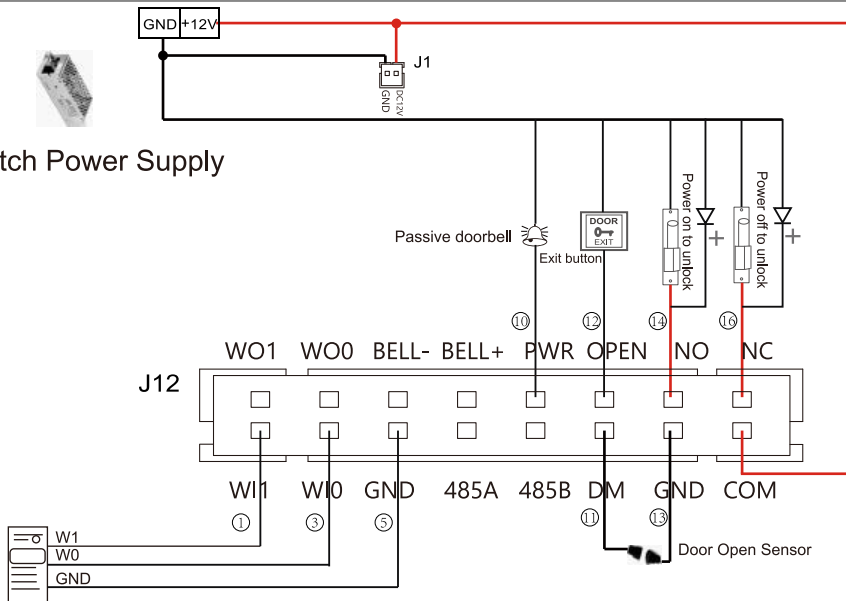 GND +12V
J1
GND DC12V
tch Power Supply
Passive doorbell
DOOR
EXIT
Exit button
Power on to unlock
+
Power off to unlock
+
⑩ ⑫ ⑭ ⑯
WO1 WO0 BELL- BELL+ PWR OPEN NO NC
J12
WI1 WI0 GND 485A 485B DM GND COM
① ③ ⑤ ⑪ ⑬
W1
W0
GND
Door Open Sensor